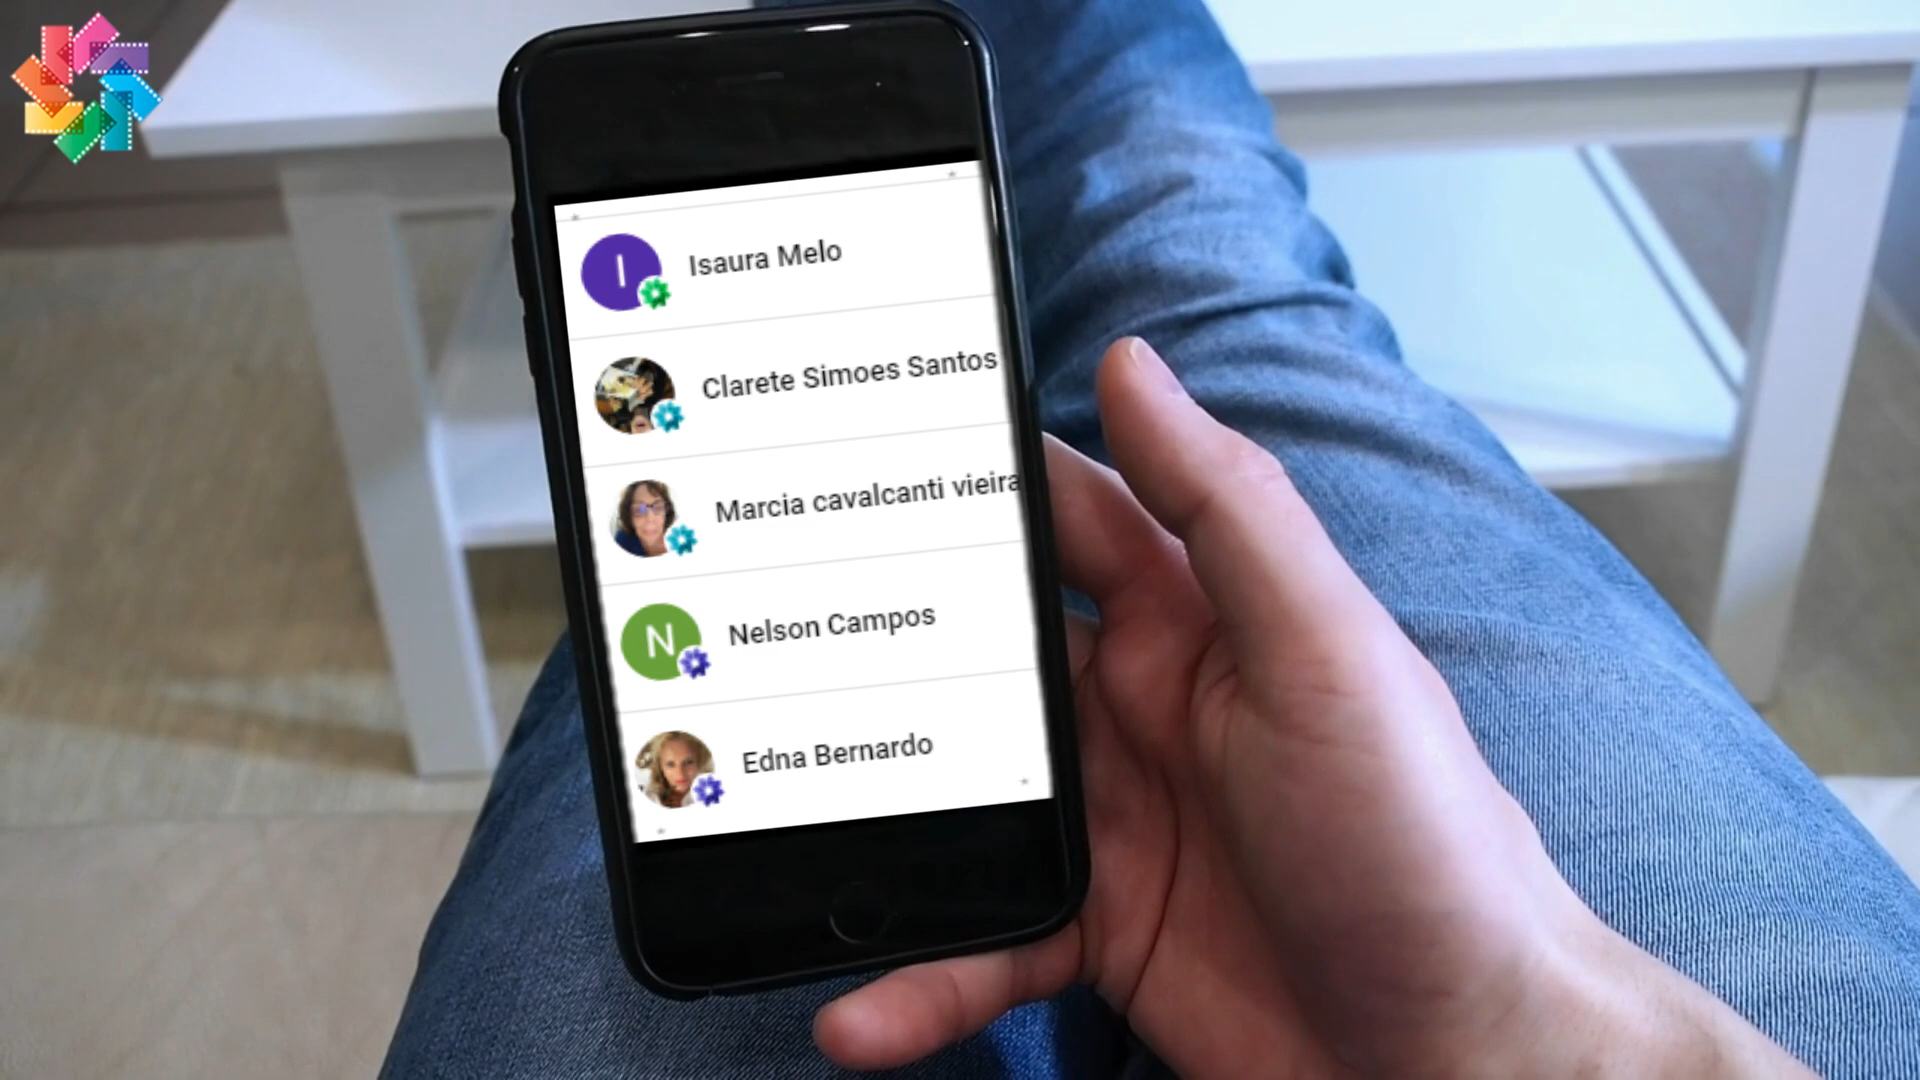 I
Isaura Melo
Clarete Simoes Santos
Marcia cavalcanti vieira
N
Nelson Campos
Edna Bernardo